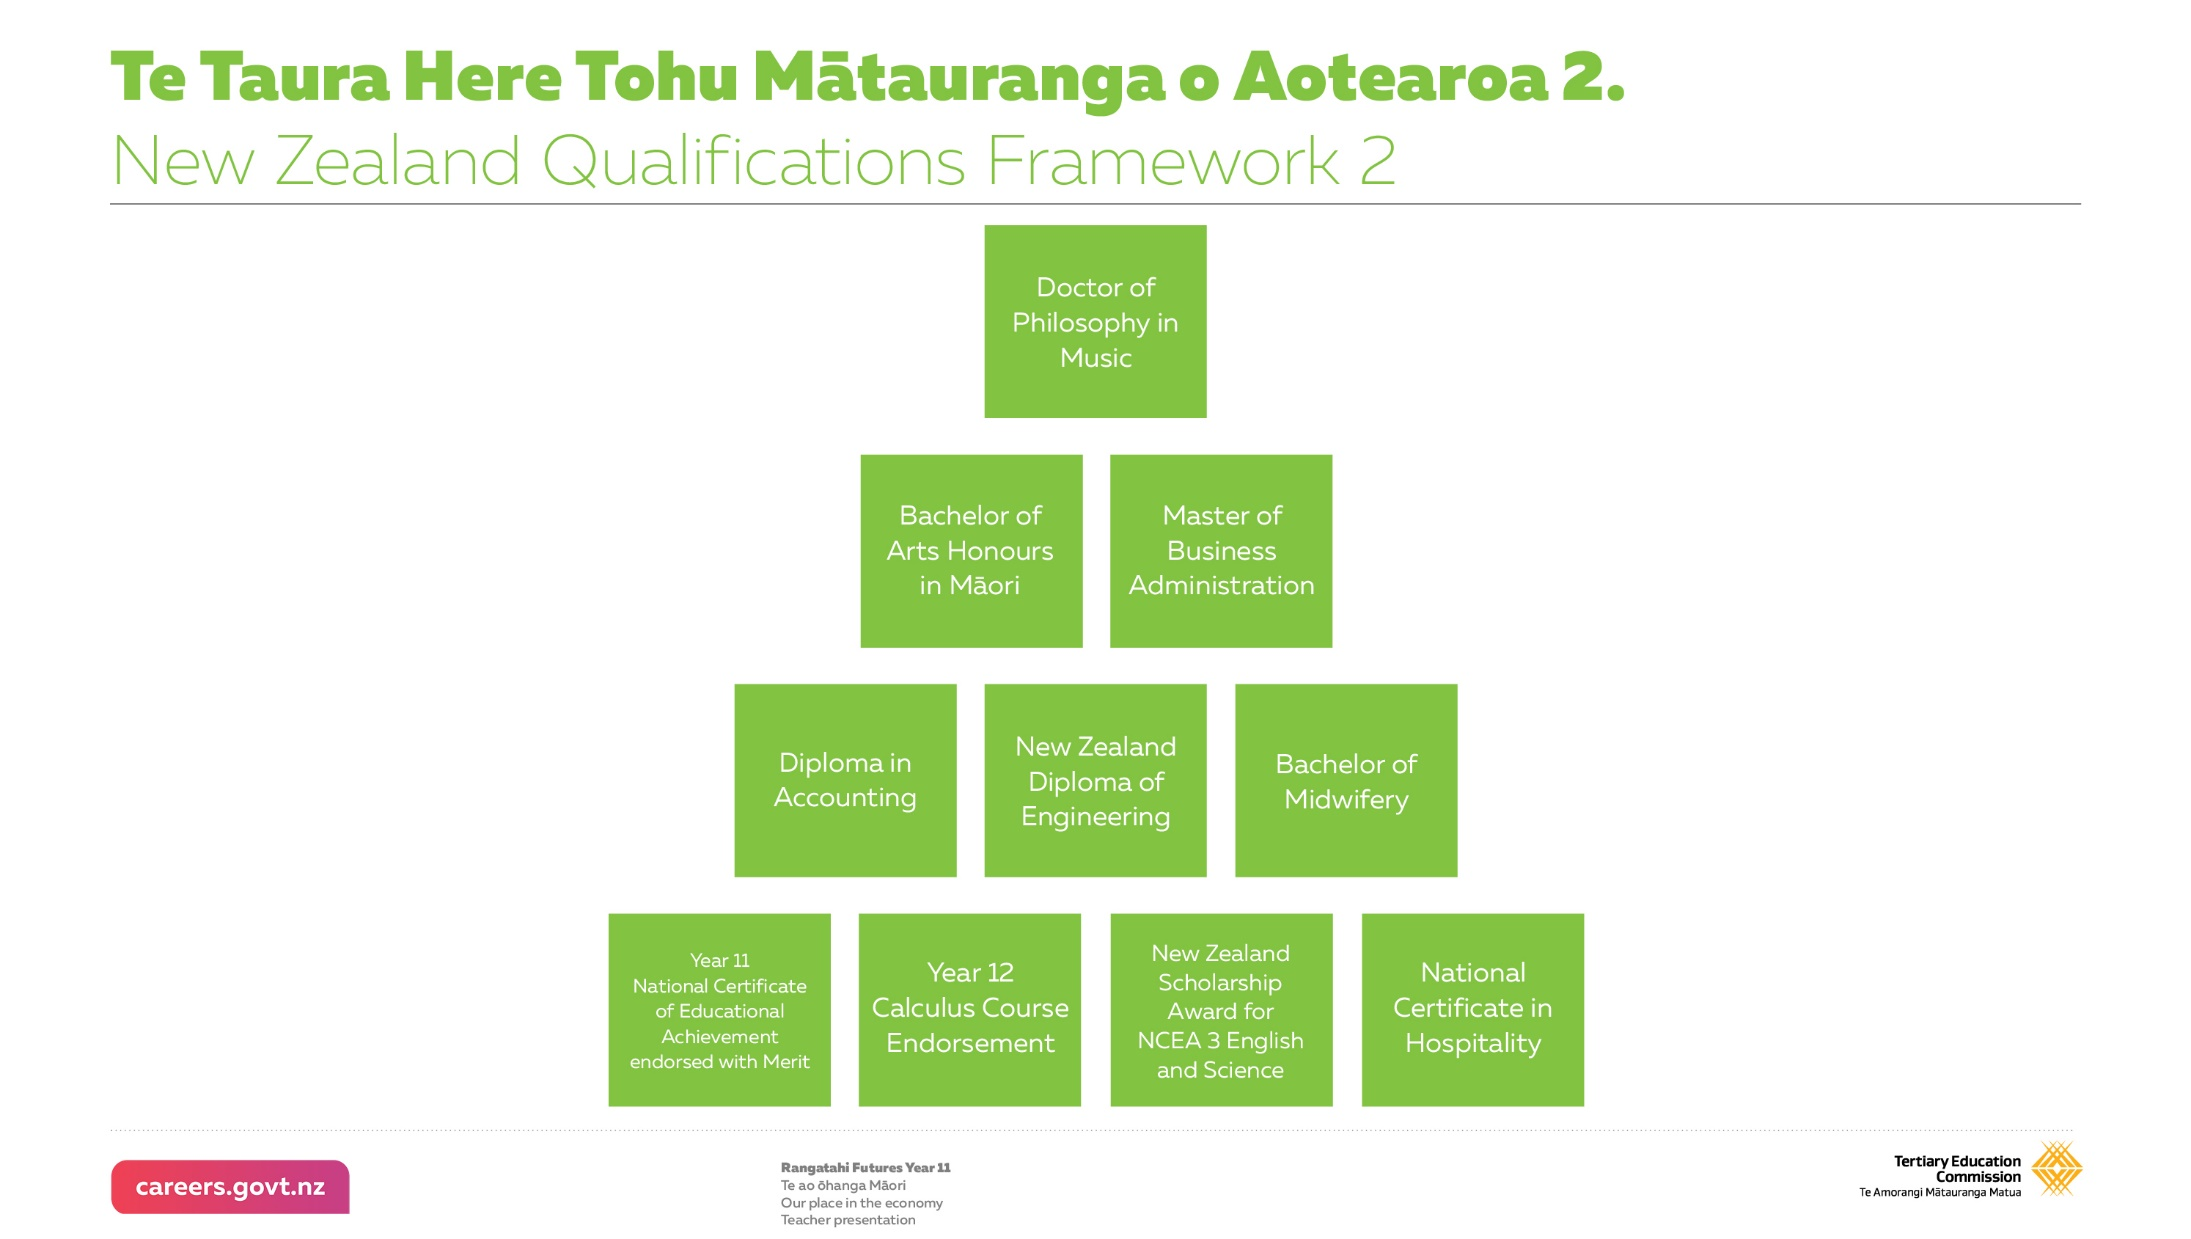 Te Taura Here Tohu Mātauranga o Aotearoa 2.
New Zealand Qualifications Framework 2
Doctor of
Philosophy in
Music
Bachelor of
Arts Honours
in Māori
Master of
Business
Administration
Diploma in
Accounting
New Zealand
Diploma of
Engineering
Bachelor of
Midwifery
Year 11
National Certificate
of Educational
Achievement
endorsed with Merit
Year 12
Calculus Course
Endorsement
New Zealand
Scholarship
Award for
NCEA 3 English
and Science
National
Certificate in
Hospitality
careers.govt.nz
Rangatahi Futures Year 11
Te ao ōhanga Māori
Our place in the economy
Teacher presentation
Tertiary Education
Commission
Te Amorangi Mātauranga Matua